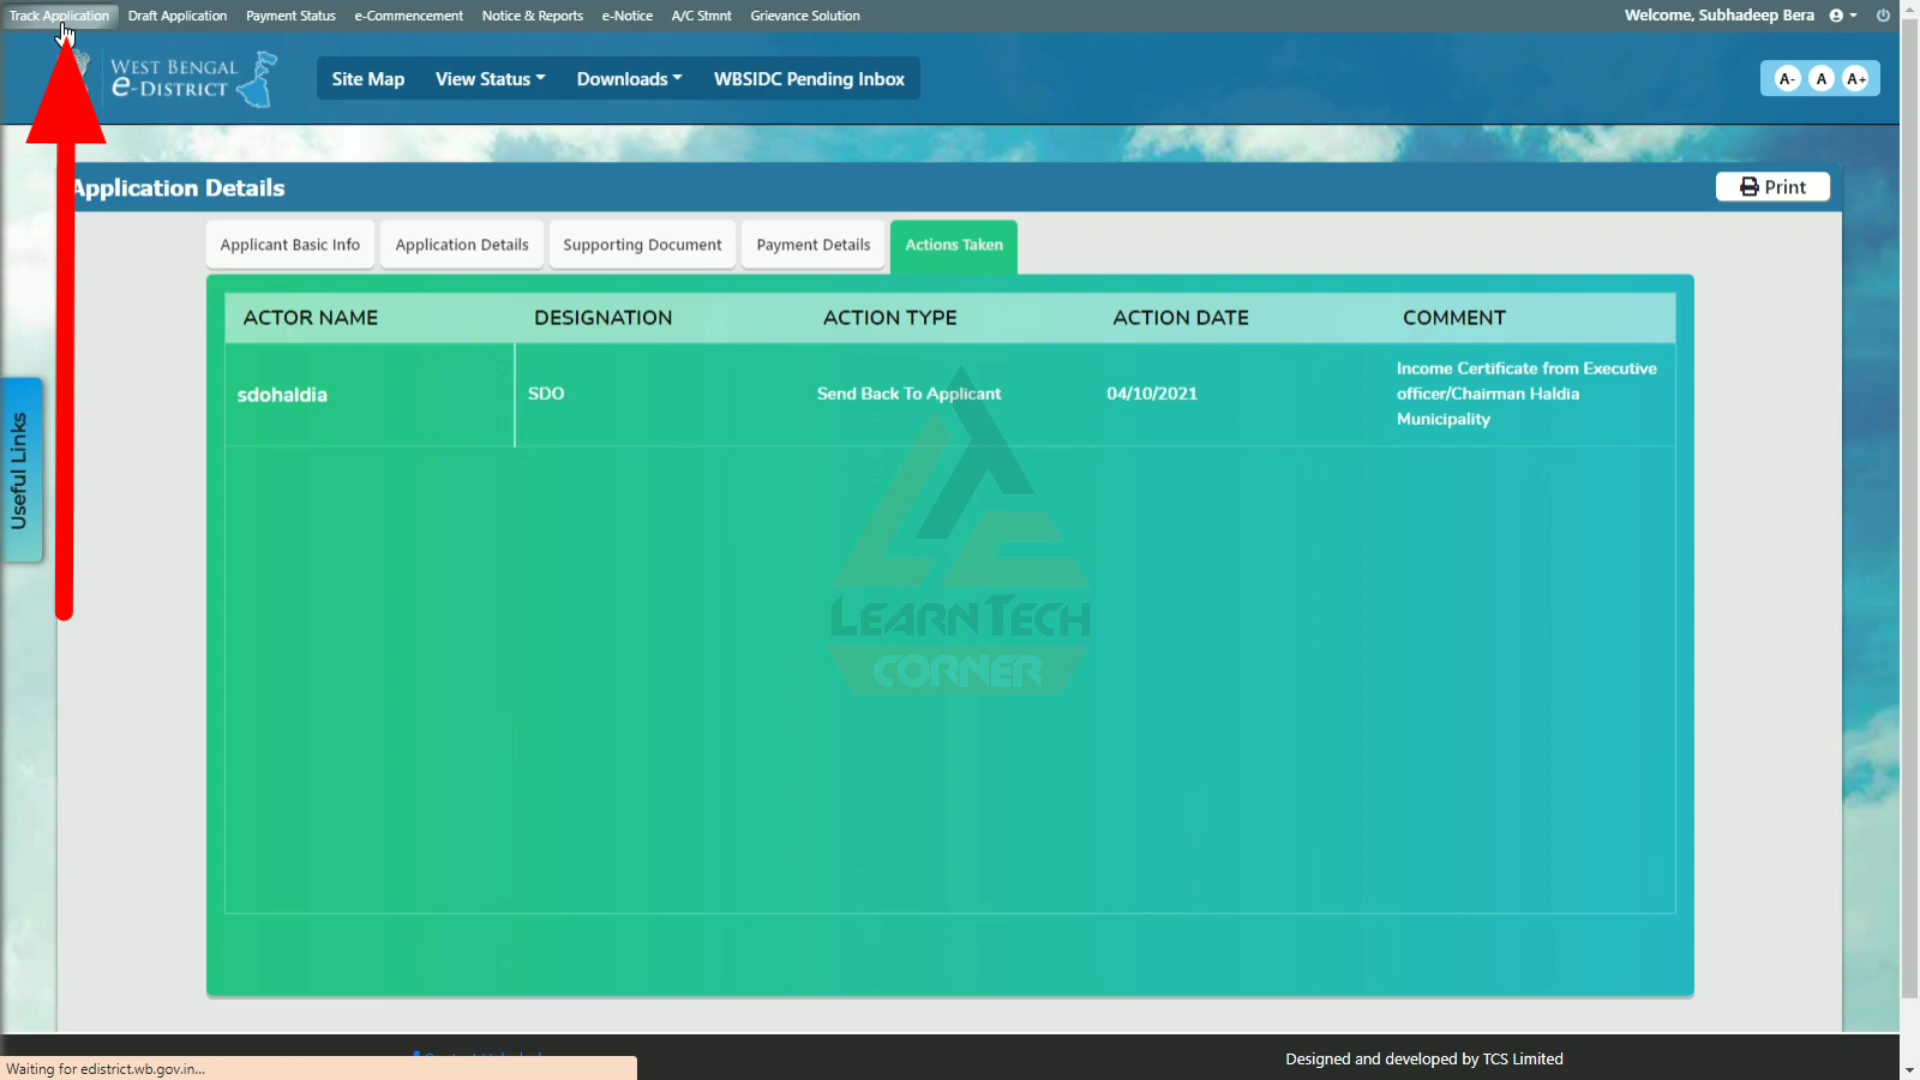 Track Application Draft Application Payment Status e-Commencement Notice & Reports e-Notice A/C Stmnt Grievance Solution Welcome, Subhadeep Bera
WEST BENGAL
e-DISTRICT
Site Map View Status Downloads WBSIDC Pending Inbox
A- A A+
Application Details
Print
Applicant Basic Info Application Details Supporting Document Payment Details Actions Taken
ACTOR NAME DESIGNATION ACTION TYPE ACTION DATE COMMENT
sdohaldia SDO Send Back To Applicant 04/10/2021
Income Certificate from Executive
officer/Chairman Haldia
Municipality
Useful Links
LEARNTECH
CORNER
Designed and developed by TCS Limited
Waiting for edistrict.wb.gov.in...